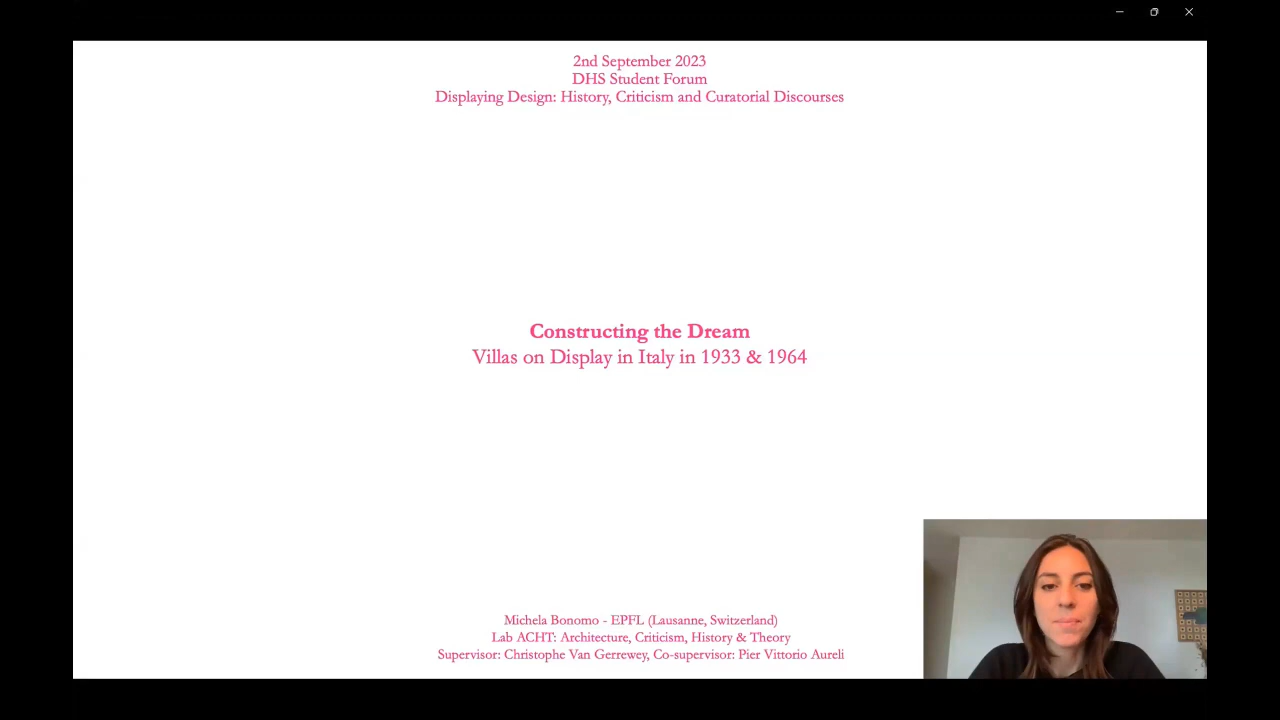 2nd September 2023
DHS Student Forum
Displaying Design: History, Criticism and Curatorial Discourses
Constructing the Dream
Villas on Display in Italy in 1933 & 1964
Michela Bonomo - EPFL (Lausanne, Switzerland)
Lab ACHT: Architecture, Criticism, History & Theory
Supervisor: Christophe Van Gerrewey, Co-supervisor: Pier Vittorio Aureli